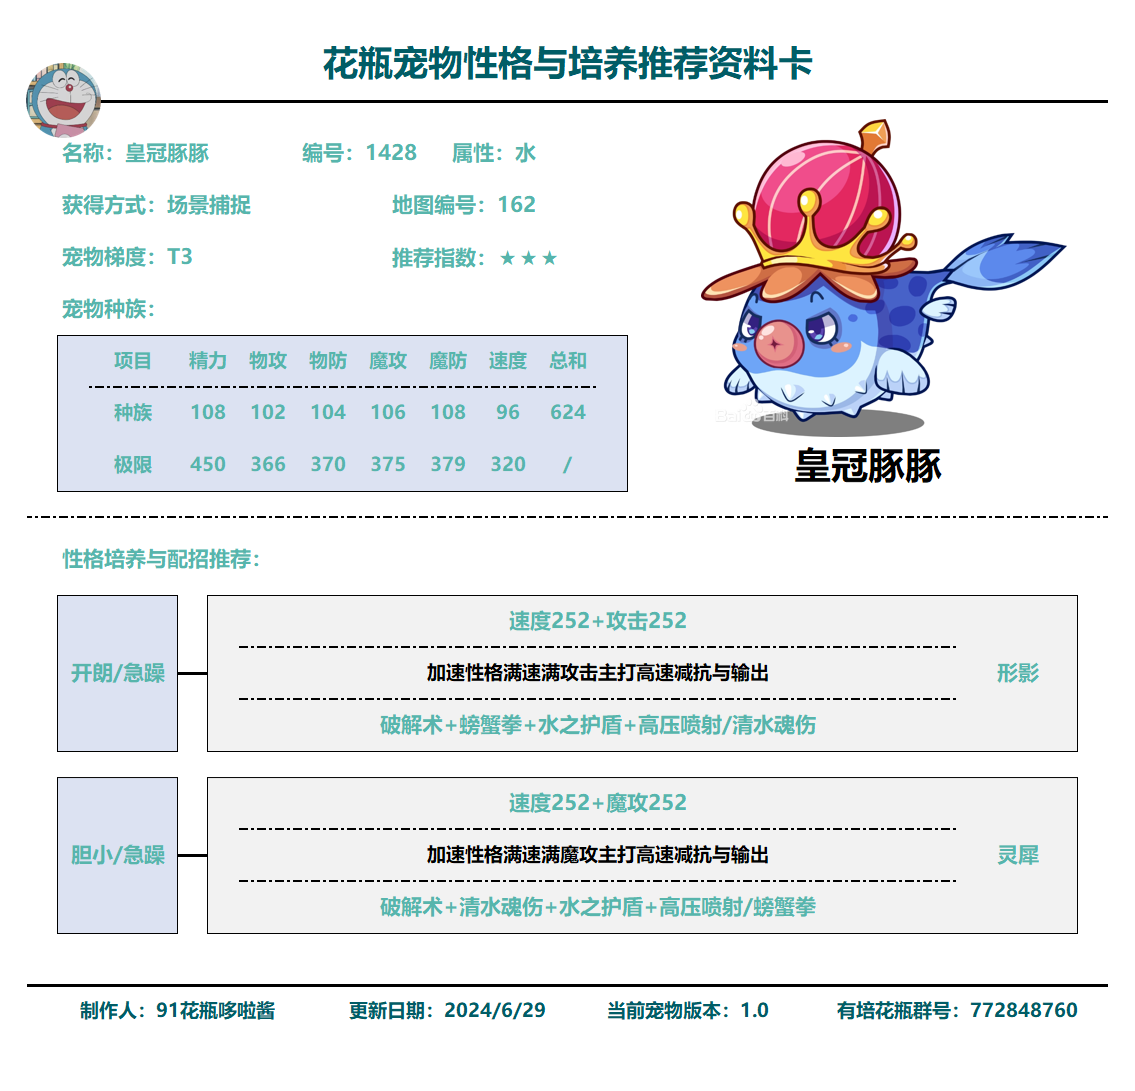 花瓶宠物性格与培养推荐资料卡
名称：皇冠豚豚 编号：1428 属性：水
获得方式：场景捕捉 地图编号：162
宠物梯度：T3 推荐指数：★★★
宠物种族：
项目 精力 物攻 物防 魔攻 魔防 速度 总和
种族 108 102 104 106 108 96 624
极限 450 366 370 375 379 320 /
Bai百科
皇冠豚豚
性格培养与配招推荐：
开朗/急躁
速度252+攻击252
加速性格满速满攻击主打高速减抗与输出
破解术+螃蟹拳+水之护盾+高压喷射/清水魂伤
形影
胆小/急躁
速度252+魔攻252
加速性格满速满魔攻主打高速减抗与输出
破解术+清水魂伤+水之护盾+高压喷射/螃蟹拳
灵犀
制作人：91花瓶哆啦酱 更新日期：2024/6/29 当前宠物版本：1.0 有培花瓶群号：772848760